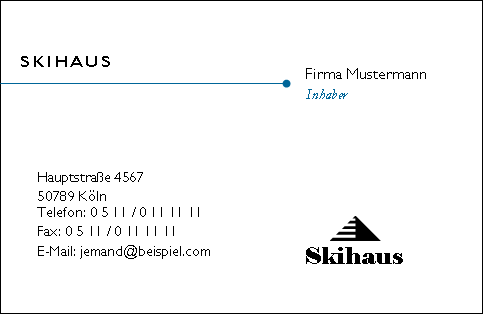 SKIHAUS
Firma Mustermann
Inhaber
Hauptstraße 4567
50789 Köln
Telefon: 0 5 11 / 0 11 11 11
Fax: 0 5 11 / 0 11 11 11
E-Mail: jemand@beispiel.com
Skihaus